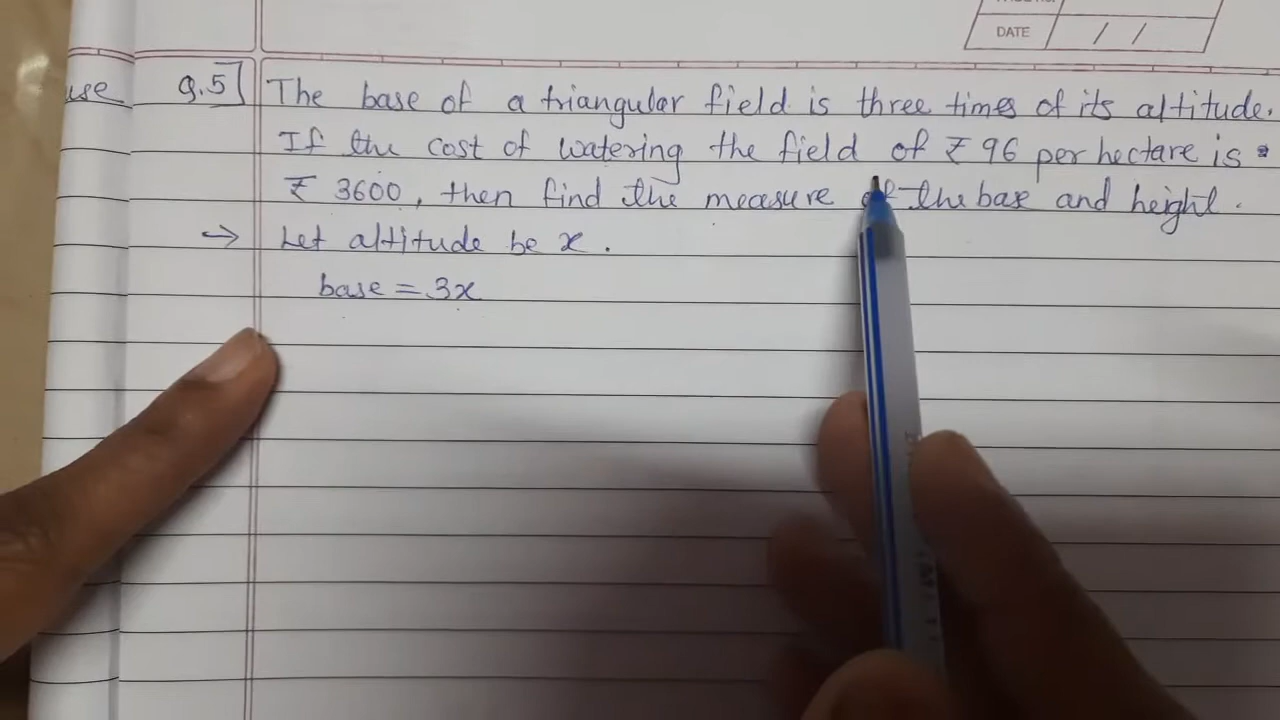 DATE / /
use Q.5] The base of a triangular field is three times of its altitude.
If the cost of watering the field of ₹ 96 per hectare is
₹ 3600, then find the measure of the base and height.
→ Let altitude be x.
base = 3x